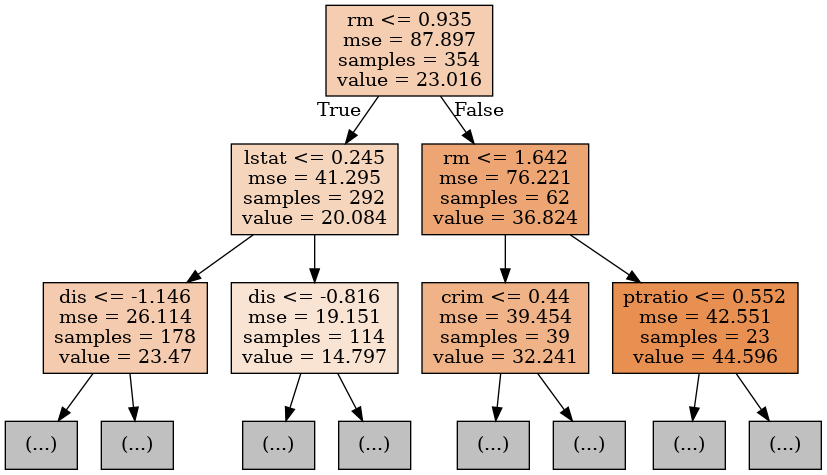 rm <= 0.935
mse = 87.897
samples = 354
value = 23.016
True
False
lstat <= 0.245
mse = 41.295
samples = 292
value = 20.084
rm <= 1.642
mse = 76.221
samples = 62
value = 36.824
dis <= -1.146
mse = 26.114
samples = 178
value = 23.47
dis <= -0.816
mse = 19.151
samples = 114
value = 14.797
crim <= 0.44
mse = 39.454
samples = 39
value = 32.241
ptratio <= 0.552
mse = 42.551
samples = 23
value = 44.596
(...)
(...)
(...)
(...)
(...)
(...)
(...)
(...)